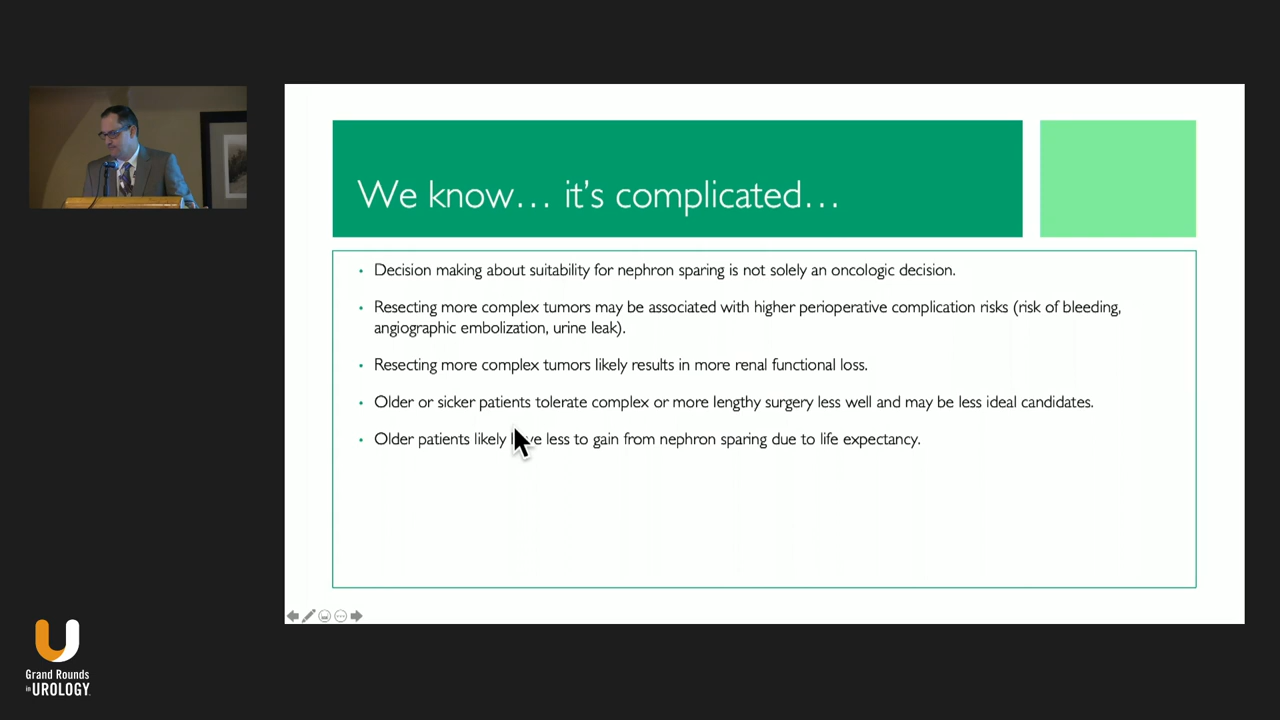 We know... it's complicated...
• Decision making about suitability for nephron sparing is not solely an oncologic decision.
• Resecting more complex tumors may be associated with higher perioperative complication risks (risk of bleeding,
angiographic embolization, urine leak).
• Resecting more complex tumors likely results in more renal functional loss.
• Older or sicker patients tolerate complex or more lengthy surgery less well and may be less ideal candidates.
• Older patients likely have less to gain from nephron sparing due to life expectancy.
Grand Rounds
in UROLOGY